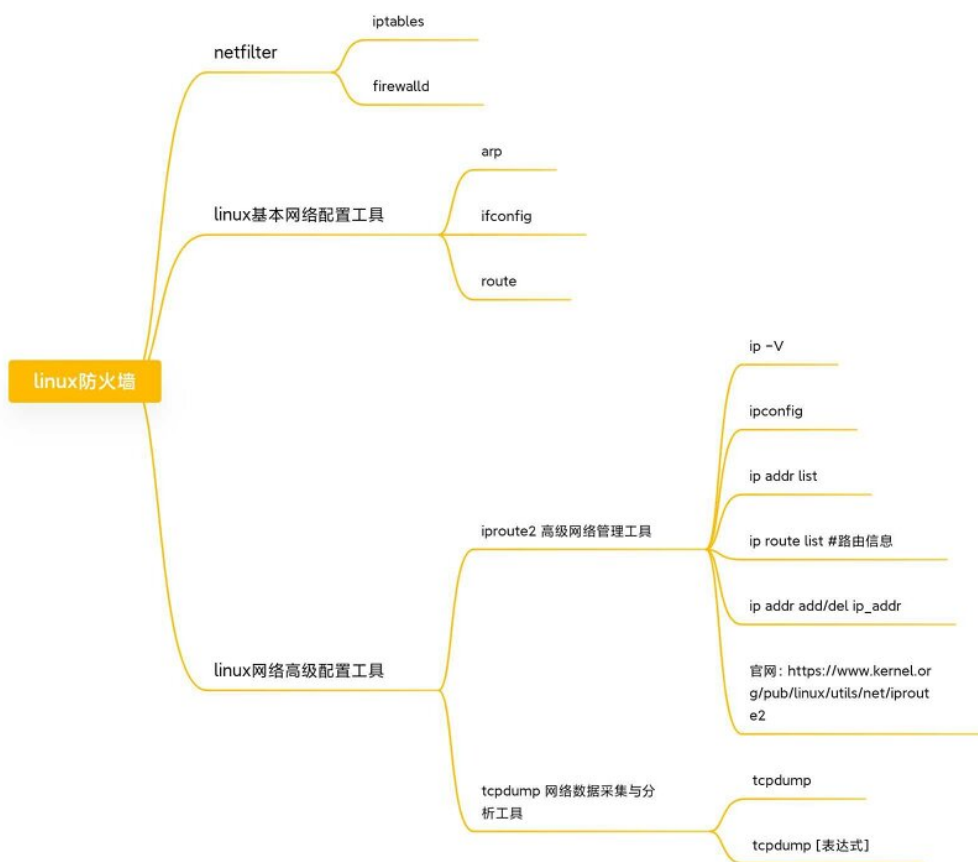 iptables
netfilter
firewalld
arp
linux基本网络配置工具
ifconfig
route
linux防火墙
ip -V
ipconfig
ip addr list
iproute2 高级网络管理工具
ip route list #路由信息
ip addr add/del ip_addr
linux网络高级配置工具
官网：https://www.kernel.or
g/pub/linux/utils/net/iprout
e2
tcpdump 网络数据采集与分
析工具
tcpdump
tcpdump [表达式]